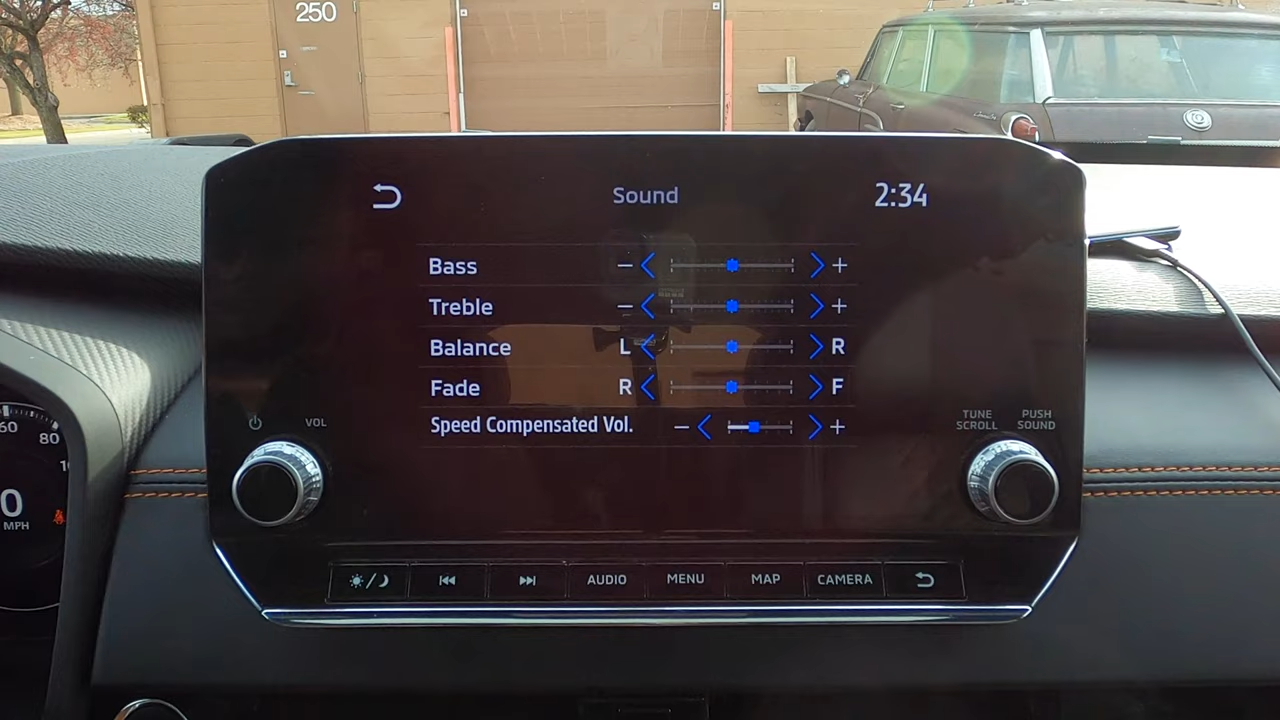 250
Sound 2:34
Bass - +
Treble - +
Balance L R
Fade R F
Speed Compensated Vol. - +
VOL
TUNE SCROLL
PUSH SOUND
60
80
0
MPH
AUDIO MENU MAP CAMERA